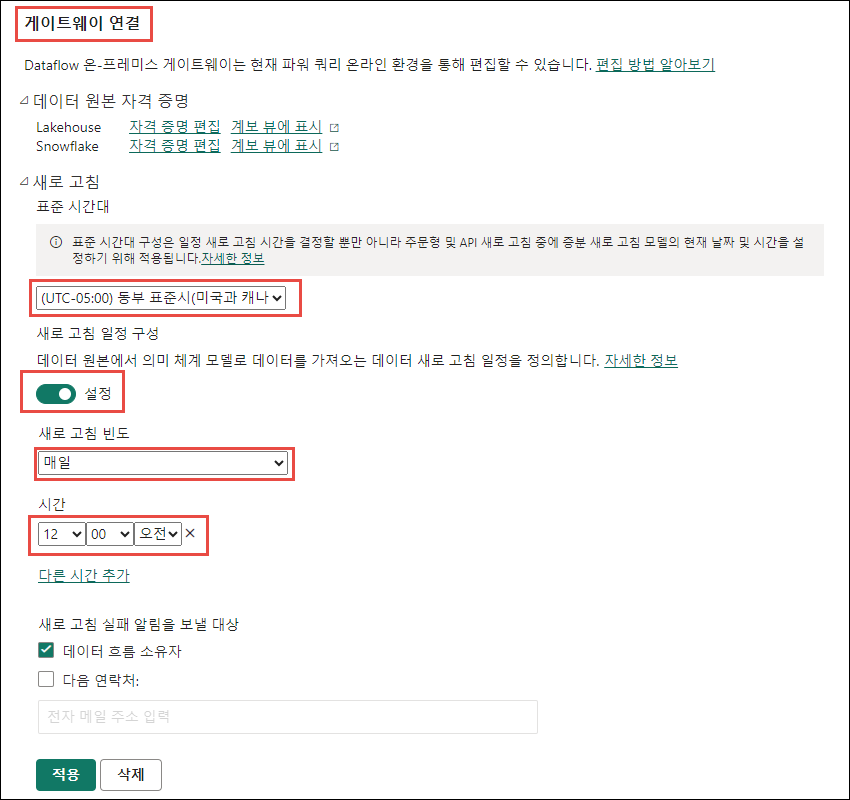 게이트웨이 연결
Dataflow 온-프레미스 게이트웨이는 현재 파워 쿼리 온라인 환경을 통해 편집할 수 있습니다. 편집 방법 알아보기
데이터 원본 자격 증명
Lakehouse 자격 증명 편집 계보 뷰에 표시
Snowflake 자격 증명 편집 계보 뷰에 표시
새로 고침
표준 시간대
표준 시간대 구성은 일정 새로 고침 시간을 결정할 뿐만 아니라 주문형 및 API 새로 고침 중에 증분 새로 고침 모델의 현재 날짜 및 시간을 설
정하기 위해 적용됩니다.자세한 정보
(UTC-05:00) 동부 표준시(미국과 캐나
새로 고침 일정 구성
데이터 원본에서 의미 체계 모델로 데이터를 가져오는 데이터 새로 고침 일정을 정의합니다. 자세한 정보
설정
새로 고침 빈도
매일
시간
12 00 오전
다른 시간 추가
새로 고침 실패 알림을 보낼 대상
데이터 흐름 소유자
다음 연락처:
전자 메일 주소 입력
적용 삭제